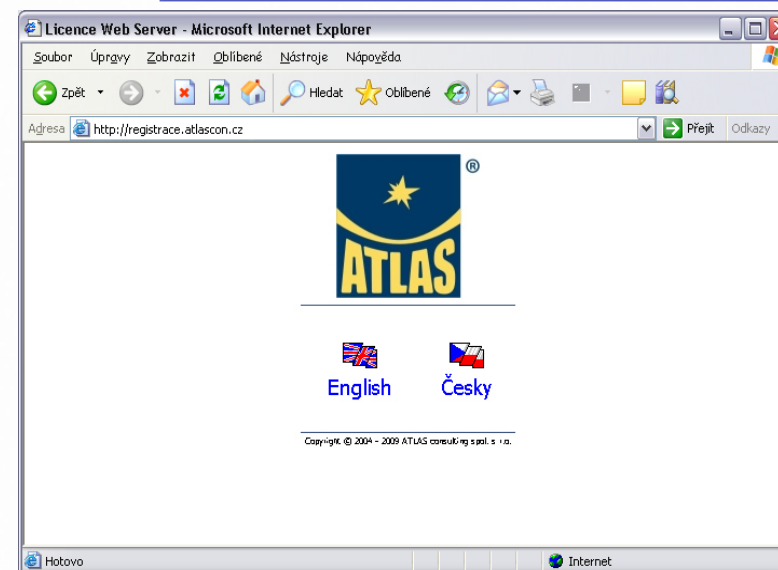 Licence Web Server - Microsoft Internet Explorer
Soubor Úpravy Zobrazit Oblíbené Nástroje Nápověda
Zpět Hledat Oblíbené
Adresa http://registrace.atlascon.cz Přejít Odkazy
®
ATLAS
English Česky
Copyright © 2004 - 2009 ATLAS consulting spol. s r.o.
Hotovo Internet